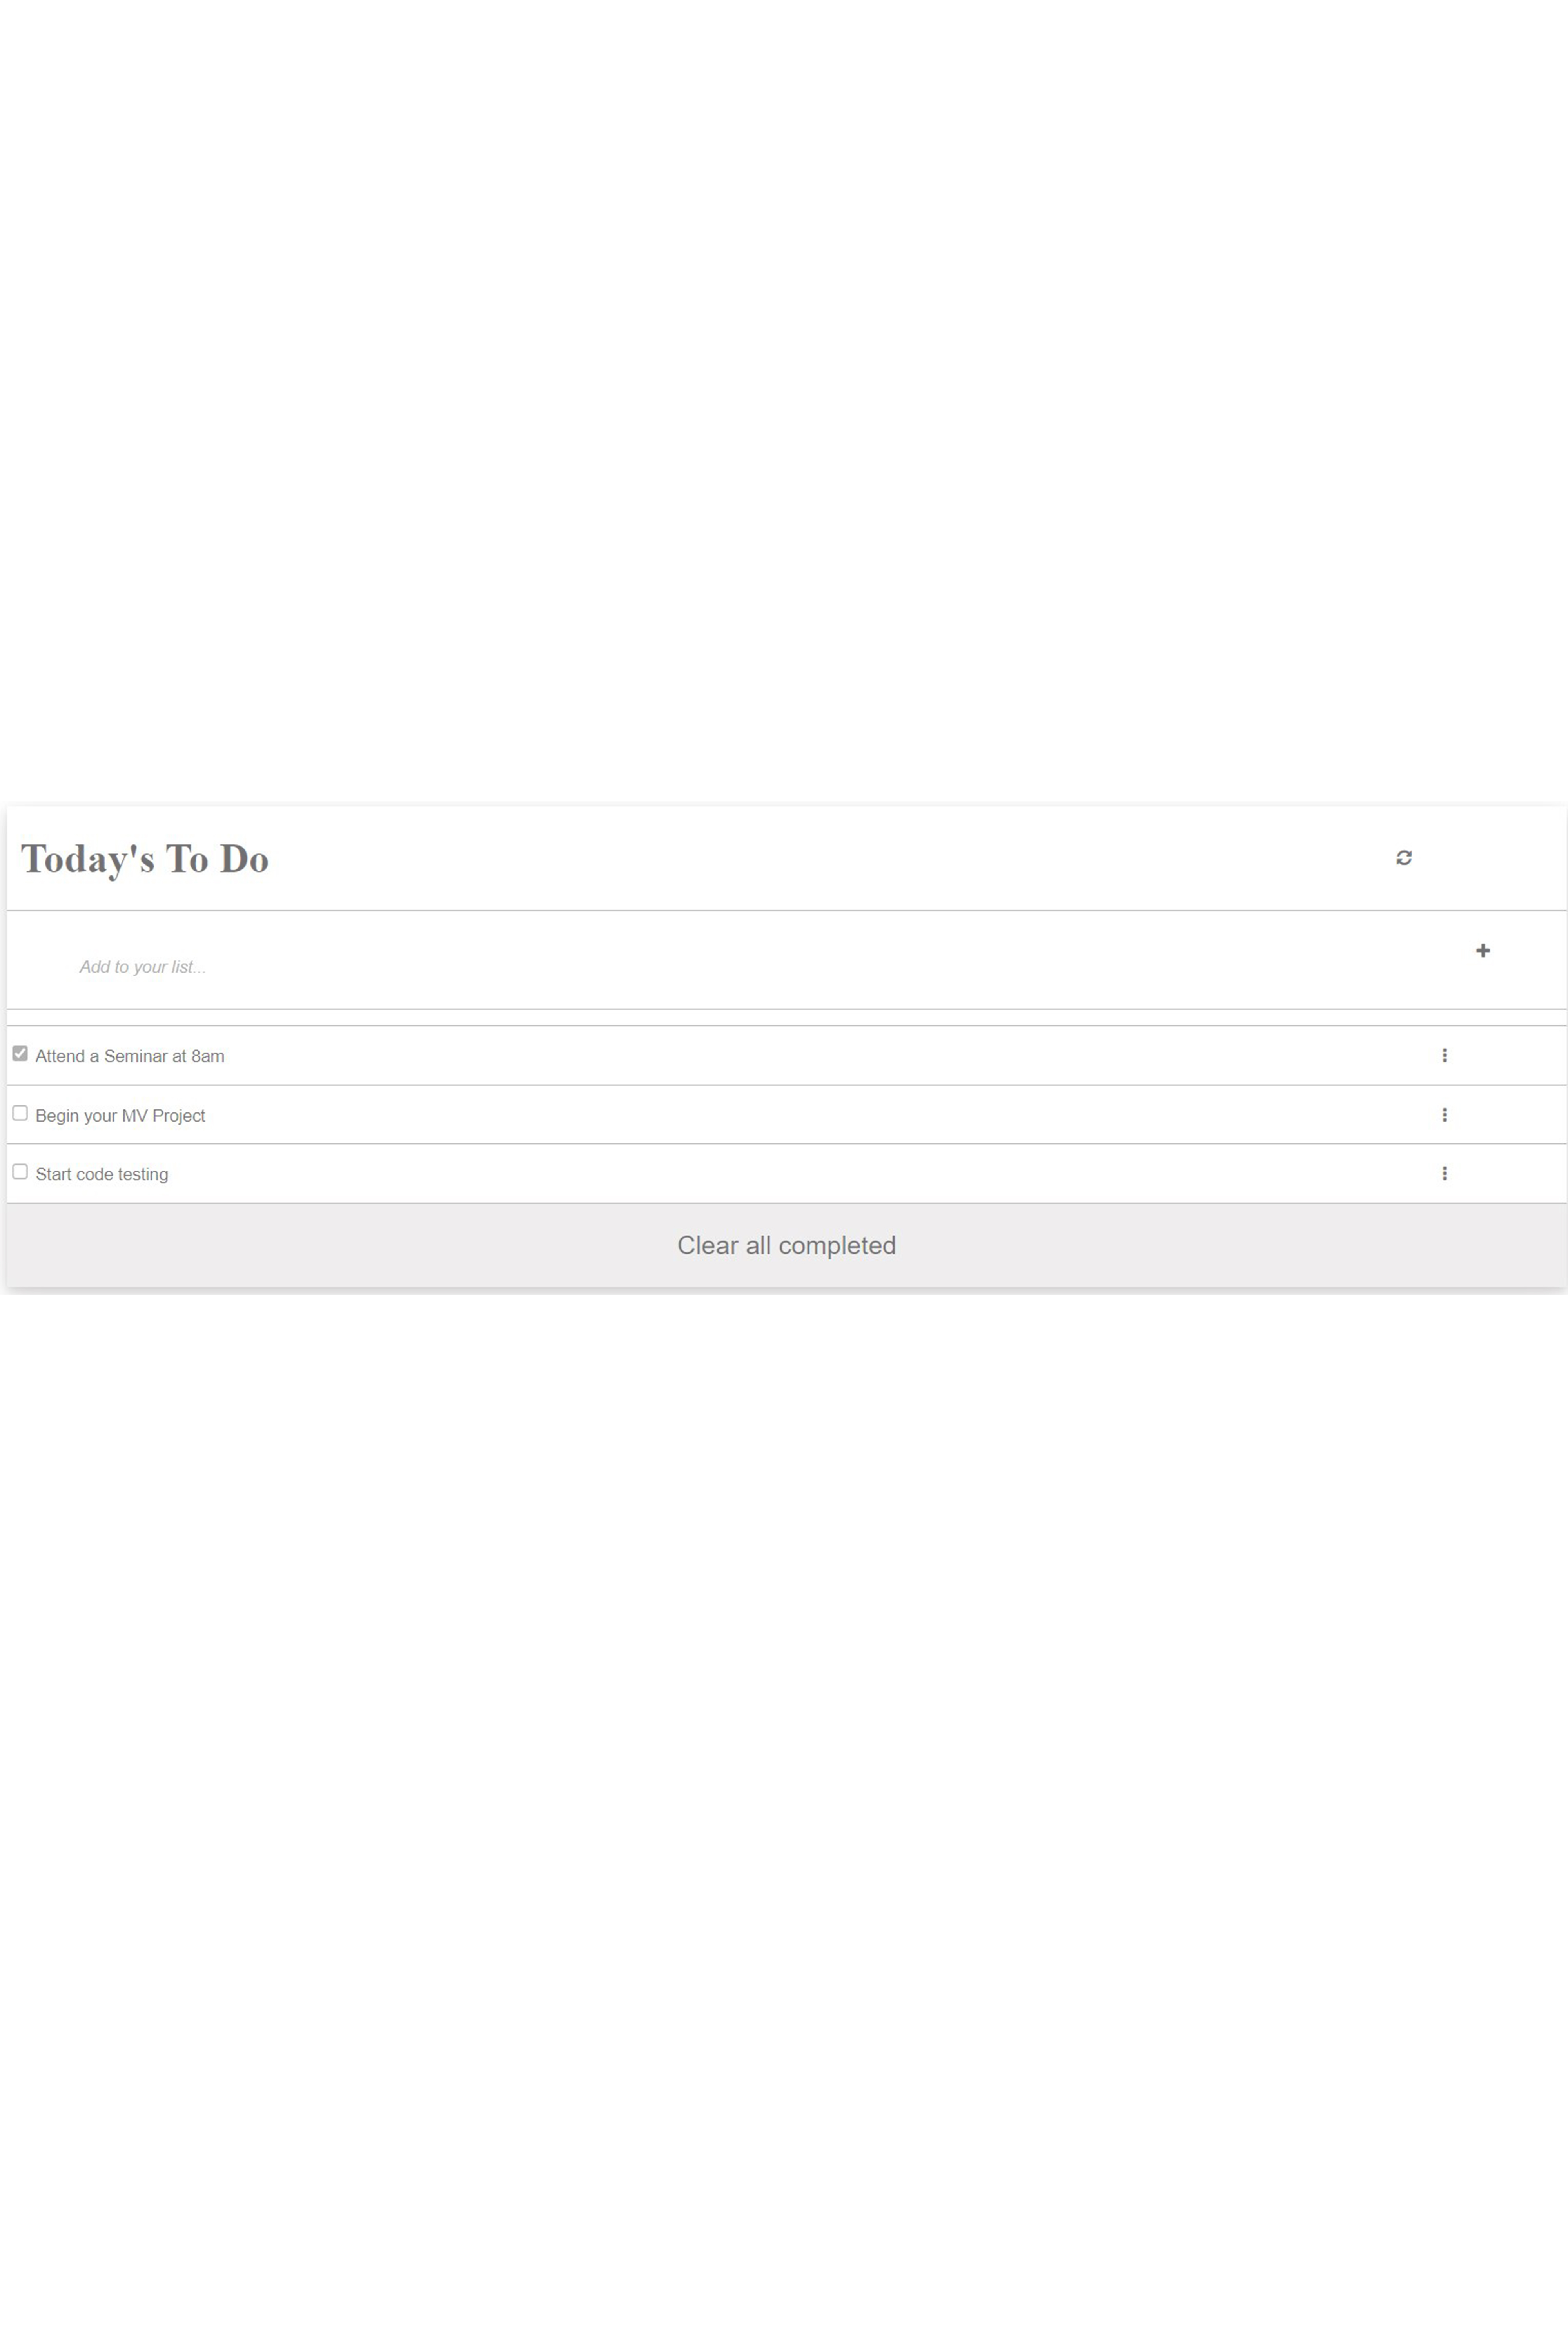 Today's To Do
Add to your list...
Attend a Seminar at 8am
Begin your MV Project
Start code testing
Clear all completed